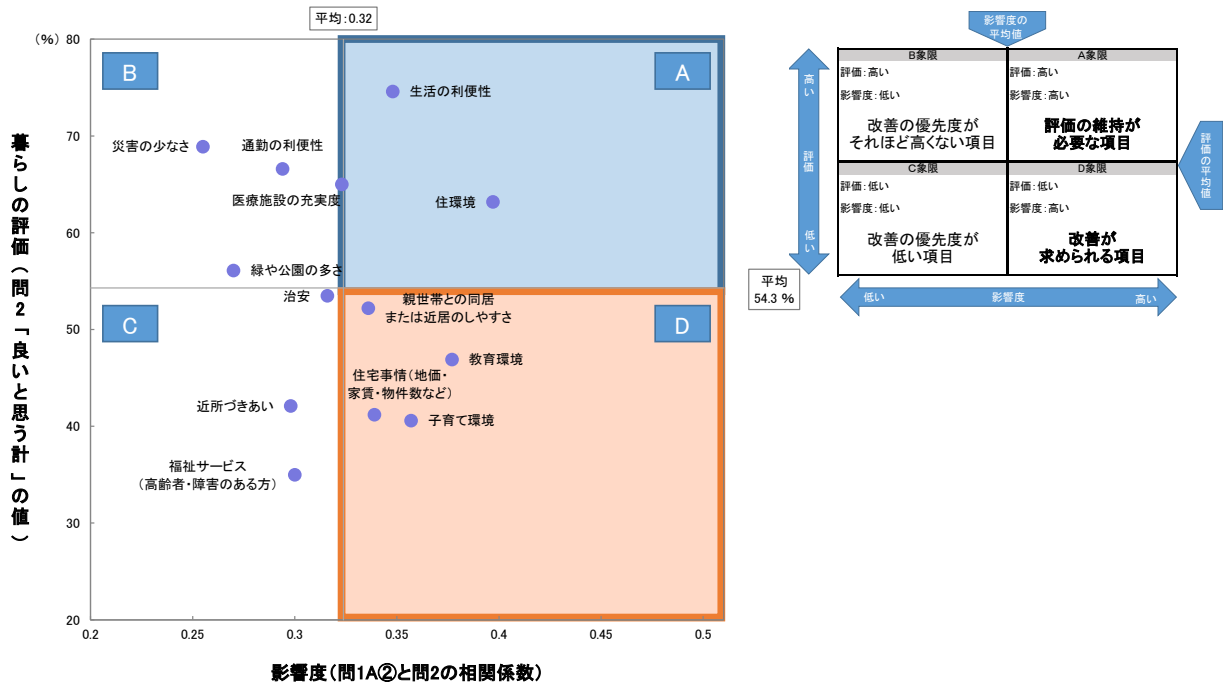 平均：0.32
（％）
80
70
60
50
40
30
20
0.2
0.25
0.3
0.35
0.4
0.45
0.5
暮らしの評価（問2「良いと思う計」の値）
影響度（問1A②と問2の相関係数）
B
A
C
D
生活の利便性
災害の少なさ
通勤の利便性
医療施設の充実度
住環境
緑や公園の多さ
治安
親世帯との同居
または近居のしやすさ
教育環境
住宅事情（地価・
家賃・物件数など）
子育て環境
近所づきあい
福祉サービス
（高齢者・障害のある方）
平均
54.3 %
影響度の
平均値
B象限
評価：高い
影響度：低い
改善の優先度が
それほど高くない項目
A象限
評価：高い
影響度：高い
評価の維持が
必要な項目
C象限
評価：低い
影響度：低い
改善の優先度が
低い項目
D象限
評価：低い
影響度：高い
改善が
求められる項目
高い
評価
低い
評価の平均値
低い
影響度
高い